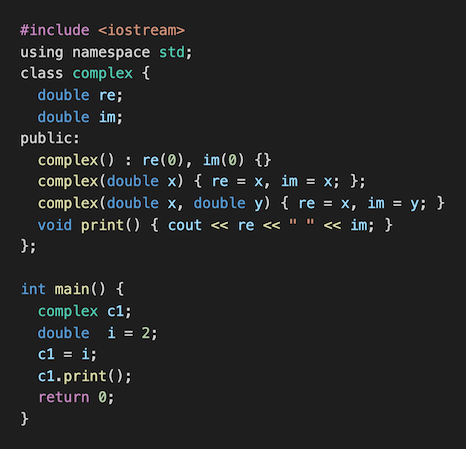 #include <iostream>
using namespace std;
class complex {
  double re;
  double im;
public:
  complex() : re(0), im(0) {}
  complex(double x) { re = x, im = x; };
  complex(double x, double y) { re = x, im = y; }
  void print() { cout << re << " " << im; }
};

int main() {
  complex c1;
  double  i = 2;
  c1 = i;
  c1.print();
  return 0;
}